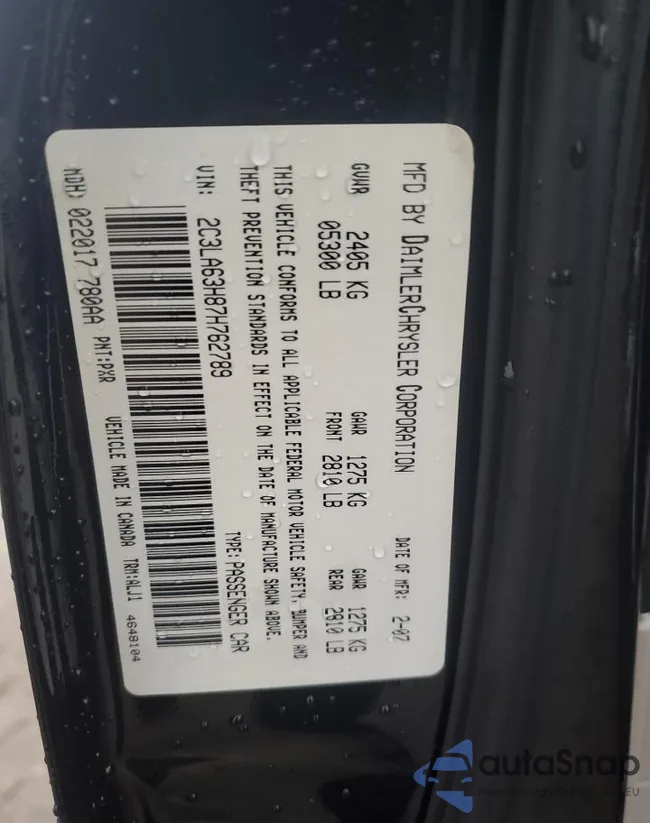 MFD BY DAIMLERCHRYSLER CORPORATION DATE OF MFR: 2-07
GVWR 2405 KG GAWR 1275 KG GAWR 1275 KG
05300 LB FRONT 2810 LB REAR 2810 LB
THIS VEHICLE CONFORMS TO ALL APPLICABLE FEDERAL MOTOR VEHICLE SAFETY, BUMPER AND
THEFT PREVENTION STANDARDS IN EFFECT ON THE DATE OF MANUFACTURE SHOWN ABOVE.
VIN: 2C3LA63H87H762789 TYPE: PASSENGER CAR
MDH: 022017 780AA PNT:PXR VEHICLE MADE IN CANADA TRM:ALJ1 4648104
autaSnap